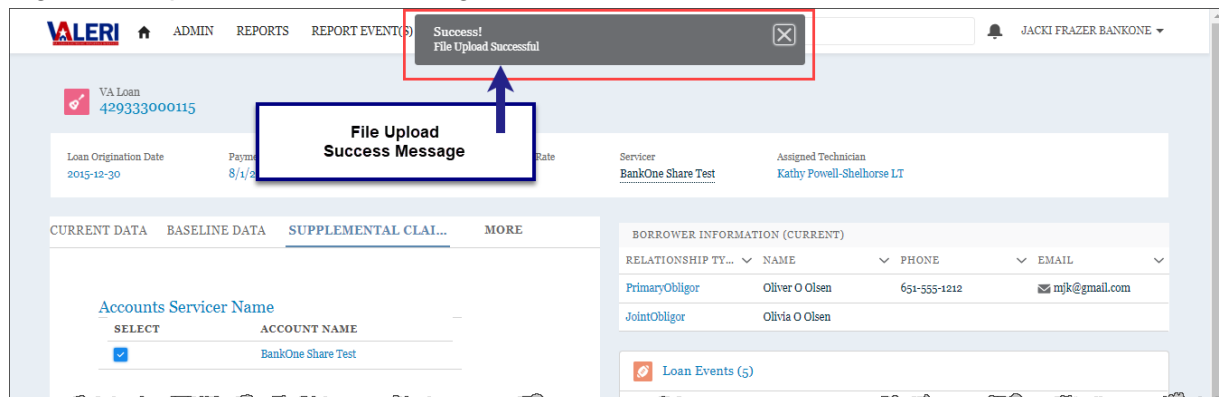 VALERI ADMIN REPORTS REPORT EVENT(S) JACKI FRAZER BANKONE
Success!
File Upload Successful
VA Loan
429333000115
File Upload
Success Message
Loan Origination Date Rate Servicer Assigned Technician
2015-12-30 8/1/2 BankOne Share Test Kathy Powell-Shelhorse LT
CURRENT DATA BASELINE DATA SUPPLEMENTAL CLAI... MORE
BORROWER INFORMATION (CURRENT)
RELATIONSHIP TY... NAME PHONE EMAIL
PrimaryObligor Oliver O Olsen 651-555-1212 mjk@gmail.com
JointObligor Olivia O Olsen
Accounts Servicer Name
SELECT ACCOUNT NAME
BankOne Share Test
Loan Events (5)